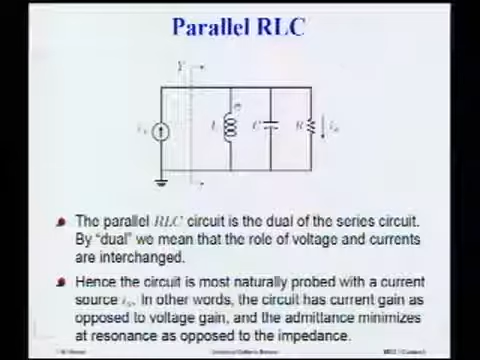 Parallel RLC
Y
L C R
The parallel RLC circuit is the dual of the series circuit.
By “dual” we mean that the role of voltage and currents
are interchanged.
Hence the circuit is most naturally probed with a current
source iₛ. In other words, the circuit has current gain as
opposed to voltage gain, and the admittance minimizes
at resonance as opposed to the impedance.